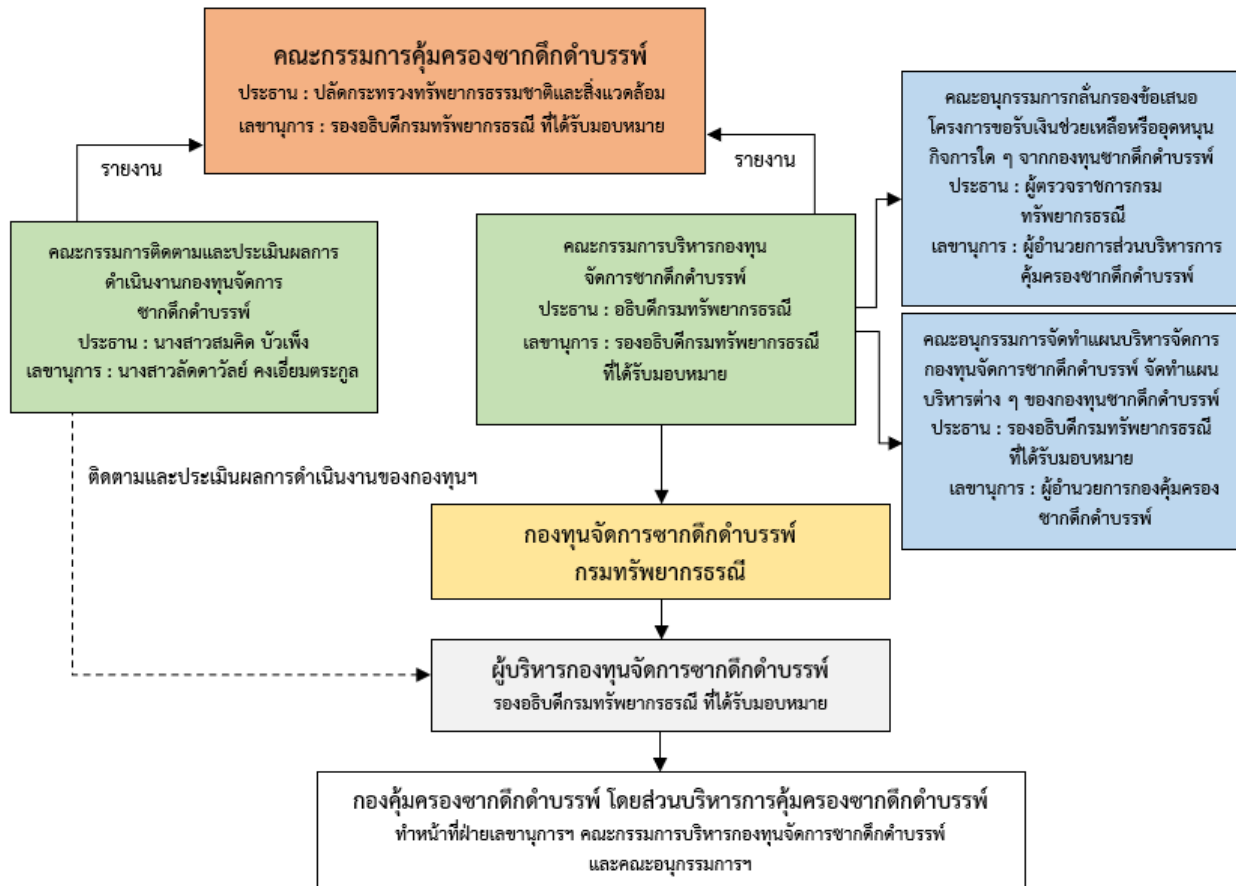 คณะกรรมการคุ้มครองซากดึกดำบรรพ์
ประธาน : ปลัดกระทรวงทรัพยากรธรรมชาติและสิ่งแวดล้อม
เลขานุการ : รองอธิบดีกรมทรัพยากรธรณี ที่ได้รับมอบหมาย
รายงาน
รายงาน
คณะกรรมการติดตามและประเมินผลการ
ดำเนินงานกองทุนจัดการ
ซากดึกดำบรรพ์
ประธาน : นางสาวสมคิด บัวเพ็ง
เลขานุการ : นางสาวลัดดาวัลย์ คงเอี่ยมตระกูล
คณะกรรมการบริหารกองทุน
จัดการซากดึกดำบรรพ์
ประธาน : อธิบดีกรมทรัพยากรธรณี
เลขานุการ : รองอธิบดีกรมทรัพยากรธรณี
ที่ได้รับมอบหมาย
คณะอนุกรรมการกลั่นกรองข้อเสนอ
โครงการขอรับเงินช่วยเหลือหรืออุดหนุน
กิจการใด ๆ จากกองทุนซากดึกดำบรรพ์
ประธาน : ผู้ตรวจราชการกรม
ทรัพยากรธรณี
เลขานุการ : ผู้อำนวยการส่วนบริหารการ
คุ้มครองซากดึกดำบรรพ์
คณะอนุกรรมการจัดทำแผนบริหารจัดการ
กองทุนจัดการซากดึกดำบรรพ์ จัดทำแผน
บริหารต่าง ๆ ของกองทุนซากดึกดำบรรพ์
ประธาน : รองอธิบดีกรมทรัพยากรธรณี
ที่ได้รับมอบหมาย
เลขานุการ : ผู้อำนวยการกองคุ้มครอง
ซากดึกดำบรรพ์
ติดตามและประเมินผลการดำเนินงานของกองทุนฯ
กองทุนจัดการซากดึกดำบรรพ์
กรมทรัพยากรธรณี
ผู้บริหารกองทุนจัดการซากดึกดำบรรพ์
รองอธิบดีกรมทรัพยากรธรณี ที่ได้รับมอบหมาย
กองคุ้มครองซากดึกดำบรรพ์ โดยส่วนบริหารการคุ้มครองซากดึกดำบรรพ์
ทำหน้าที่ฝ่ายเลขานุการฯ คณะกรรมการบริหารกองทุนจัดการซากดึกดำบรรพ์
และคณะอนุกรรมการฯ